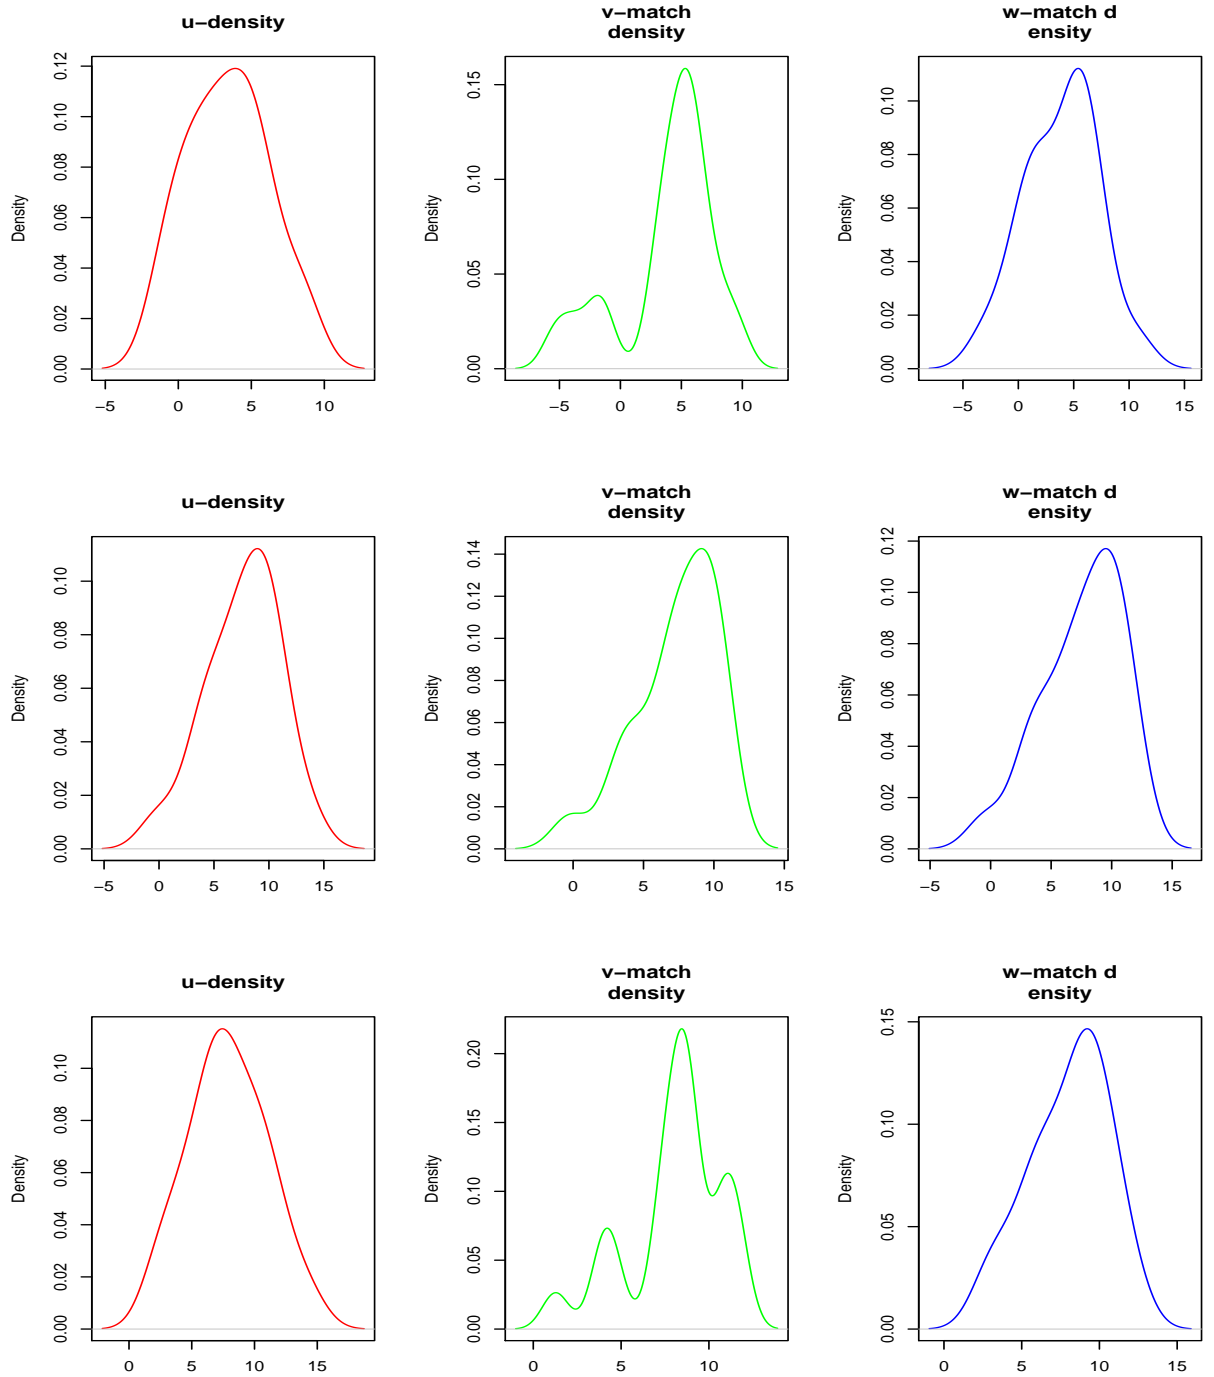 u−density
v−match
density
w−match d
ensity
Density
0.00 0.02 0.04 0.06 0.08 0.10 0.12
−5 0 5 10
Density
0.00 0.05 0.10 0.15
−5 0 5 10
Density
0.00 0.02 0.04 0.06 0.08 0.10
−5 0 5 10 15
u−density
v−match
density
w−match d
ensity
Density
0.00 0.02 0.04 0.06 0.08 0.10
−5 0 5 10 15
Density
0.00 0.02 0.04 0.06 0.08 0.10 0.12 0.14
0 5 10 15
Density
0.00 0.02 0.04 0.06 0.08 0.10 0.12
−5 0 5 10 15
u−density
v−match
density
w−match d
ensity
Density
0.00 0.02 0.04 0.06 0.08 0.10
0 5 10 15
Density
0.00 0.05 0.10 0.15 0.20
0 5 10
Density
0.00 0.05 0.10 0.15
0 5 10 15